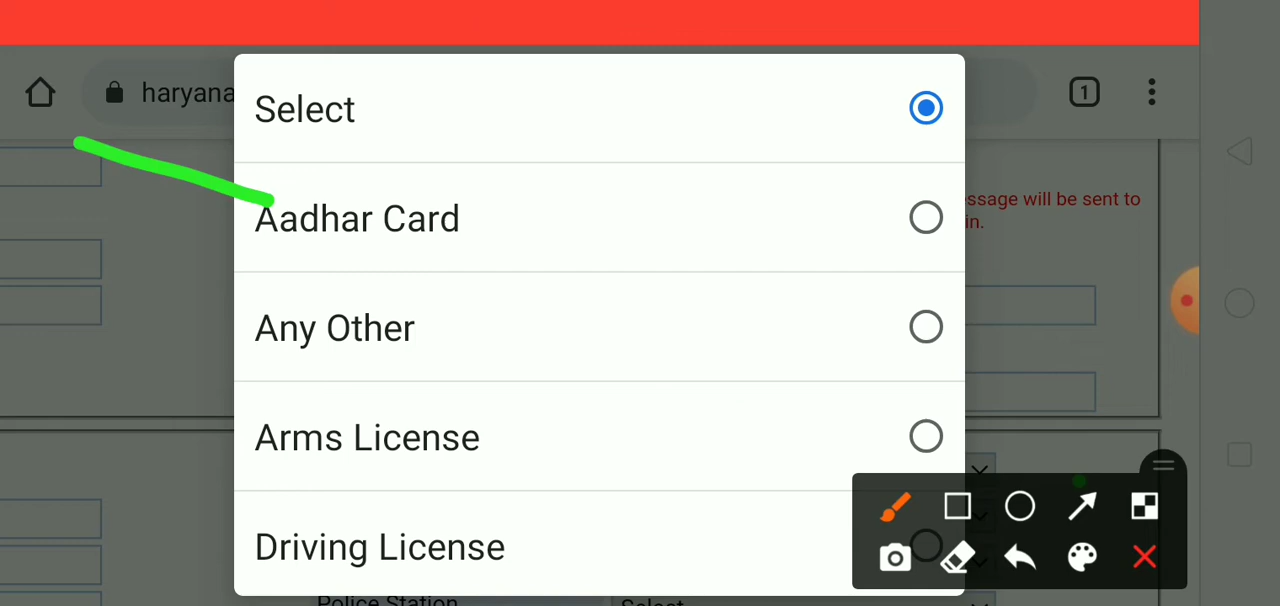 haryana
1
Select
Aadhar Card
ssage will be sent to
in.
Any Other
Arms License
Driving License
Police Station
Select